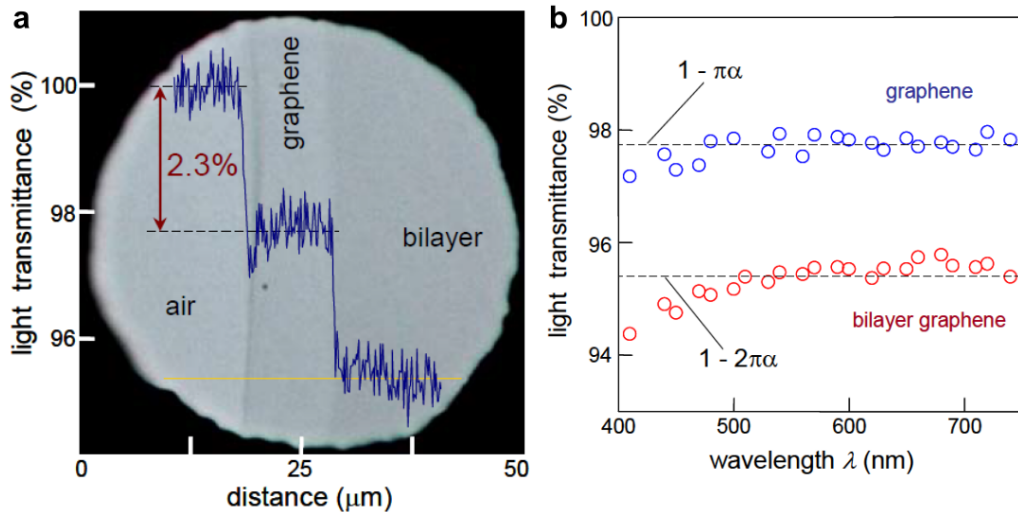 a
light transmittance (%)
100
98
96
2.3%
graphene
air
bilayer
0
25
50
distance (μm)
b
light transmittance (%)
100
98
96
94
1 - πα
graphene
1 - 2πα
bilayer graphene
400
500
600
700
wavelength λ (nm)